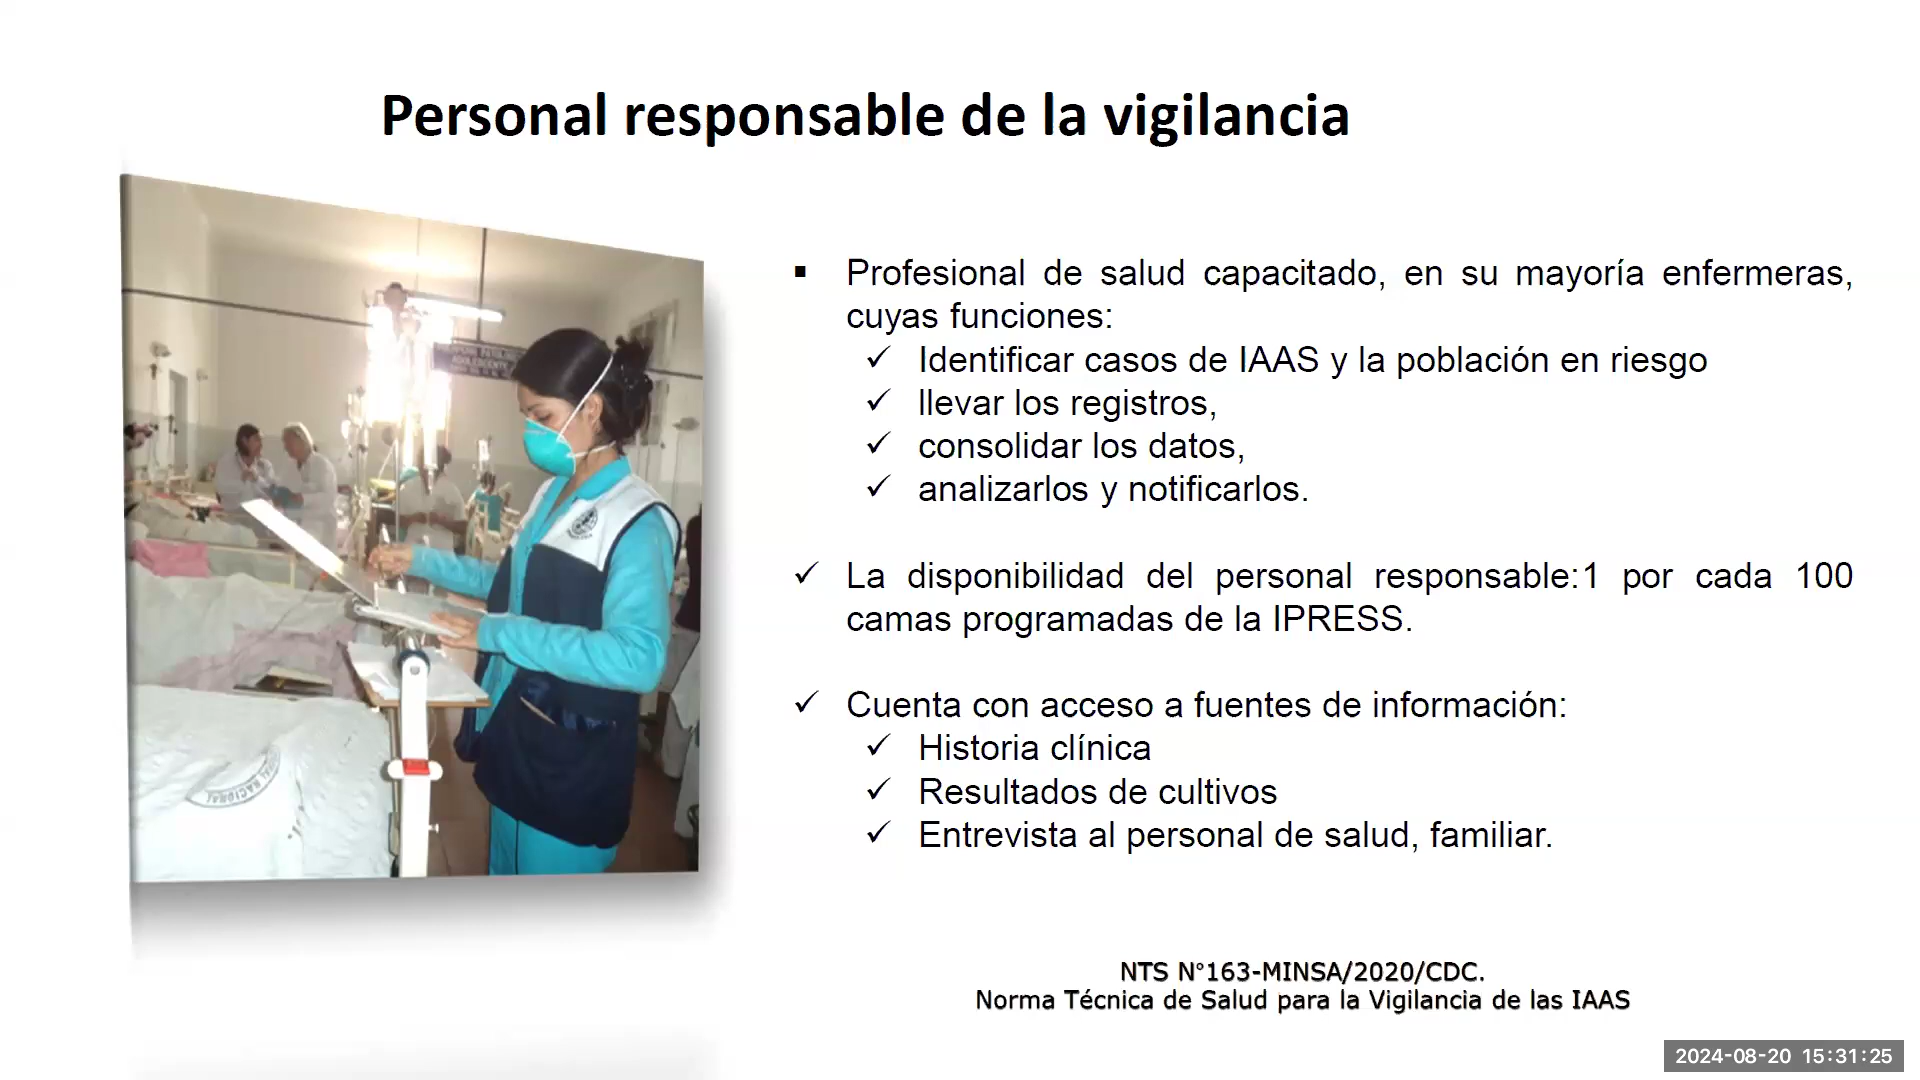 Personal responsable de la vigilancia
▪ Profesional de salud capacitado, en su mayoría enfermeras,
cuyas funciones:
✓ Identificar casos de IAAS y la población en riesgo
✓ llevar los registros,
✓ consolidar los datos,
✓ analizarlos y notificarlos.
✓ La disponibilidad del personal responsable:1 por cada 100
camas programadas de la IPRESS.
✓ Cuenta con acceso a fuentes de información:
✓ Historia clínica
✓ Resultados de cultivos
✓ Entrevista al personal de salud, familiar.
NACIONAL
NTS N°163-MINSA/2020/CDC.
Norma Técnica de Salud para la Vigilancia de las IAAS
2024-08-20 15:31:25